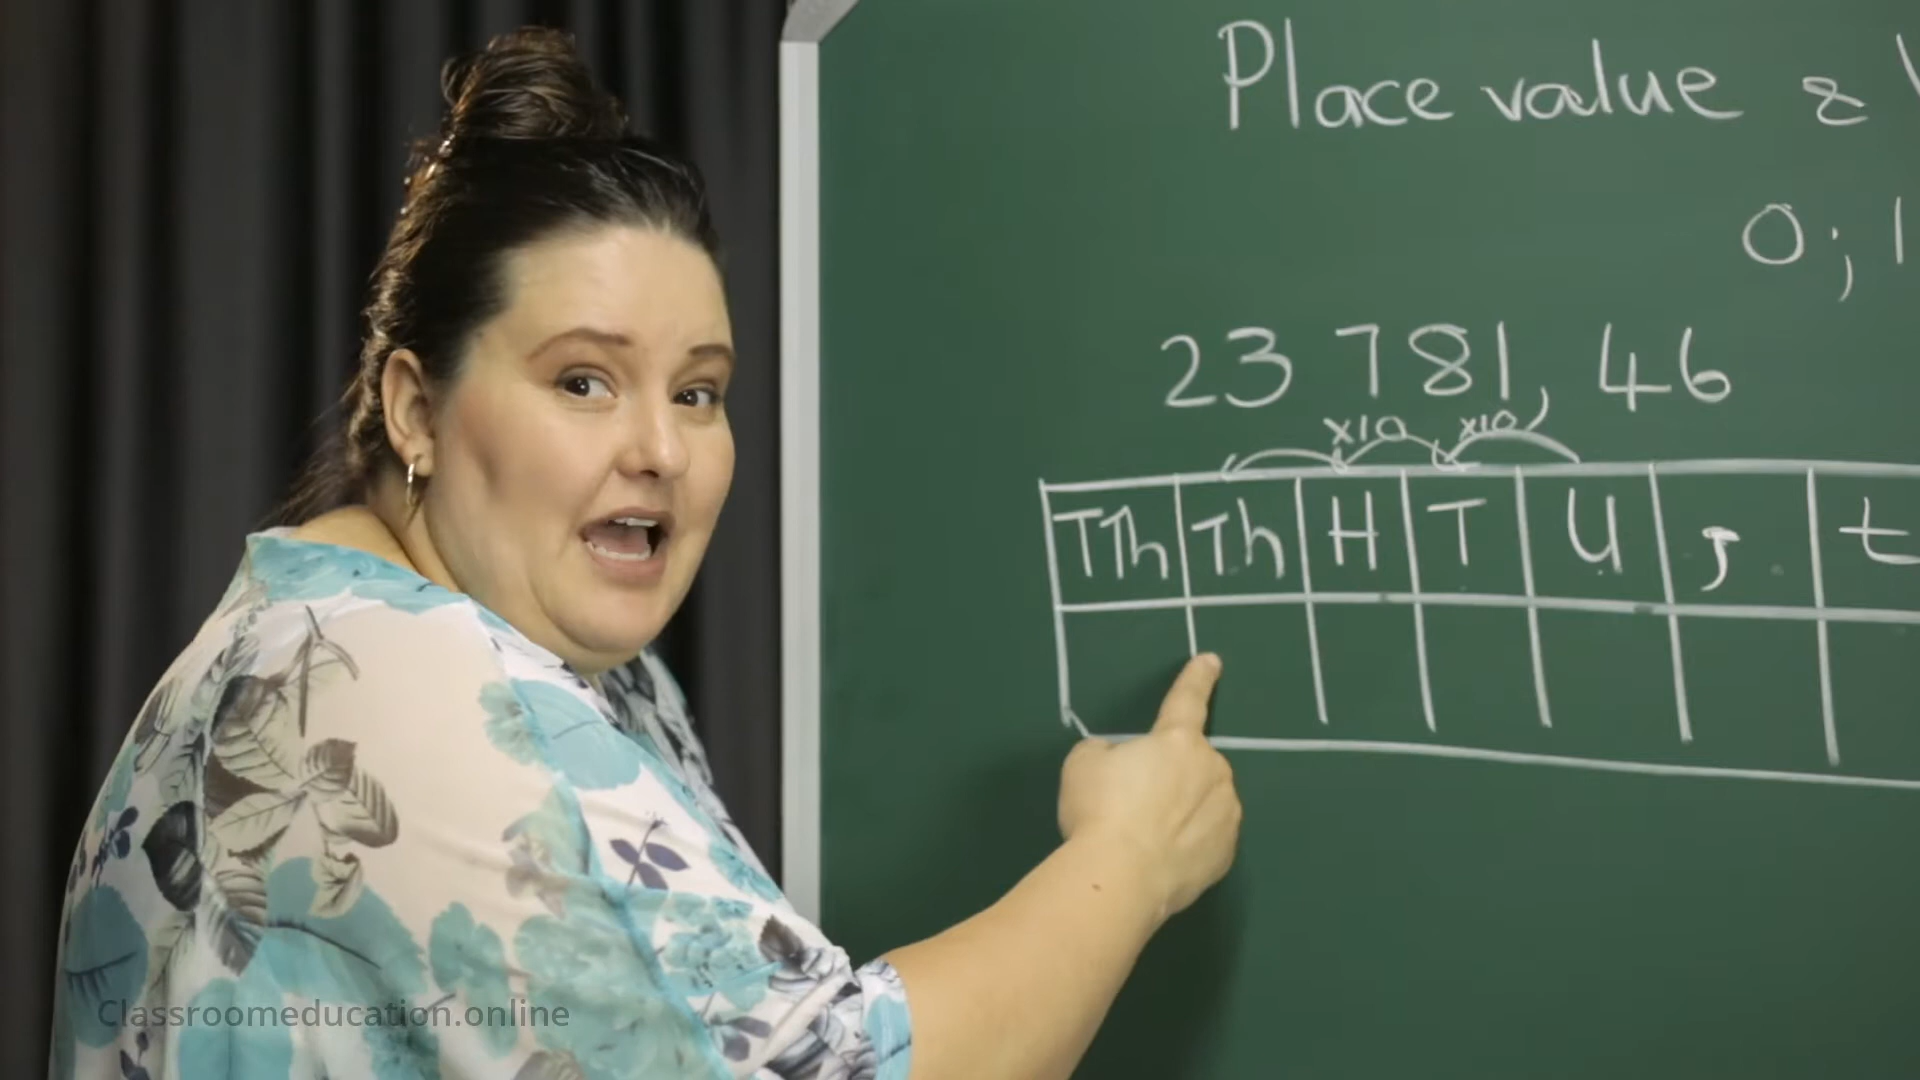 Place value &
0; 1
23 781, 46
x10 x10
TTh Th H T U , t
Classroomeducation.online